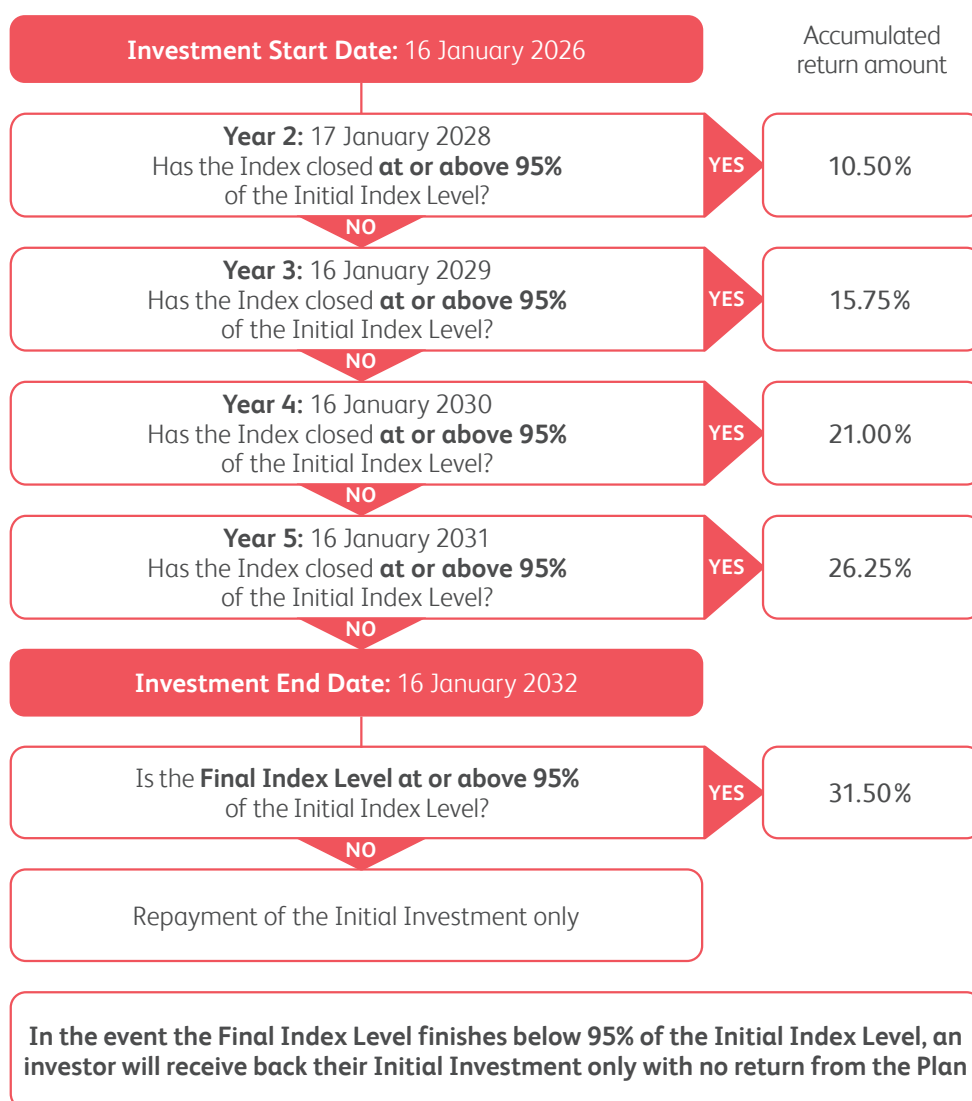 Investment Start Date: 16 January 2026
Accumulated
return amount
Year 2: 17 January 2028
Has the Index closed at or above 95%
of the Initial Index Level?
YES
10.50%
NO
Year 3: 16 January 2029
Has the Index closed at or above 95%
of the Initial Index Level?
YES
15.75%
NO
Year 4: 16 January 2030
Has the Index closed at or above 95%
of the Initial Index Level?
YES
21.00%
NO
Year 5: 16 January 2031
Has the Index closed at or above 95%
of the Initial Index Level?
YES
26.25%
NO
Investment End Date: 16 January 2032
Is the Final Index Level at or above 95%
of the Initial Index Level?
YES
31.50%
NO
Repayment of the Initial Investment only
In the event the Final Index Level finishes below 95% of the Initial Index Level, an
investor will receive back their Initial Investment only with no return from the Plan